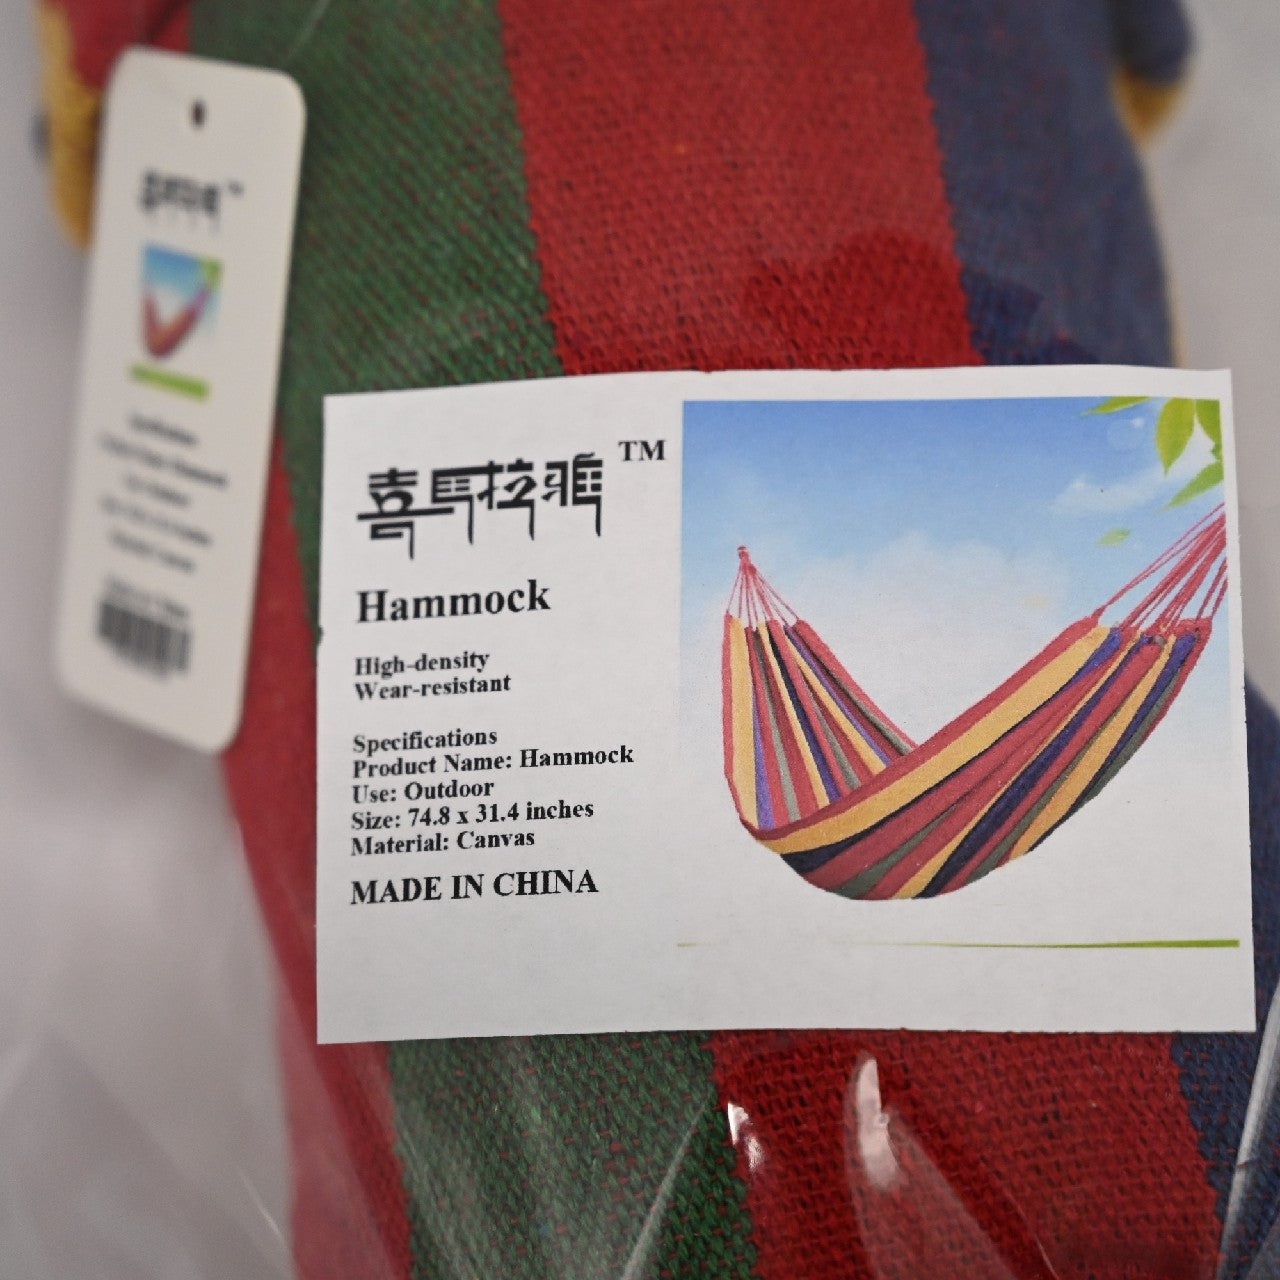 喜马拉雅 TM
Hammock
High-density
Wear-resistant
Specifications
Product Name: Hammock
Use: Outdoor
Size: 74.8 x 31.4 inches
Material: Canvas
MADE IN CHINA